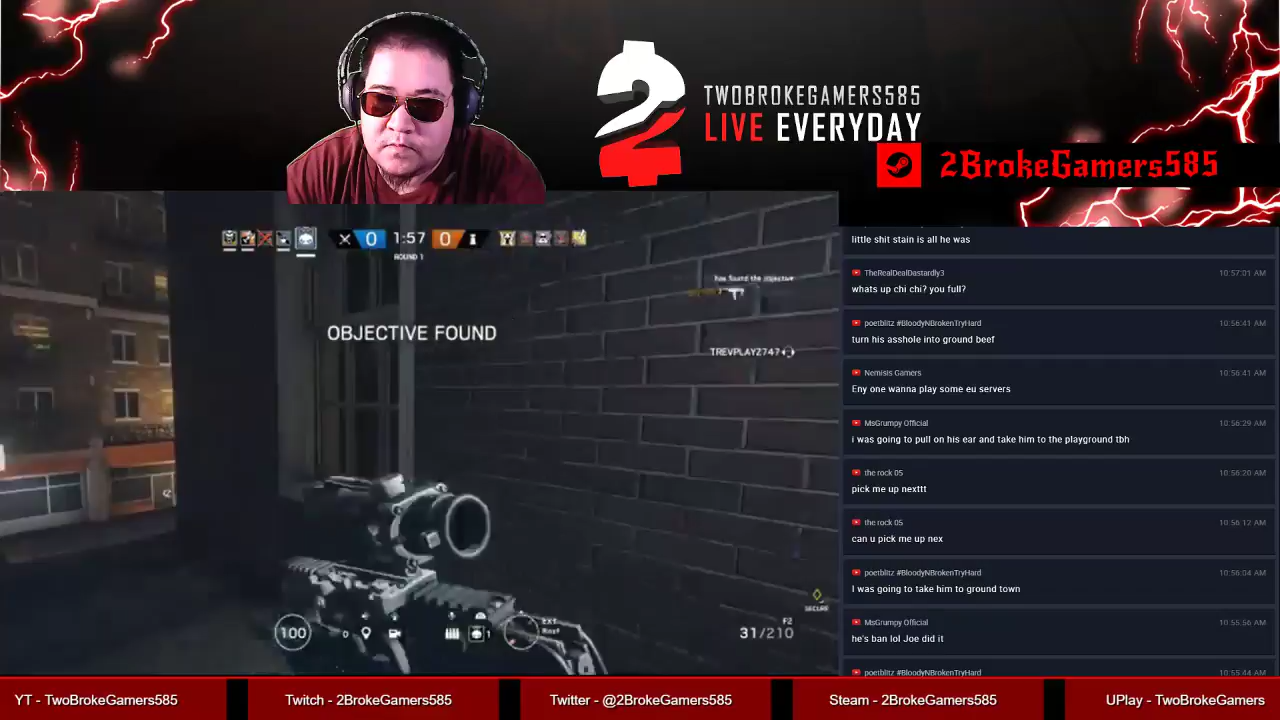 TWOBROKEGAMERS585
LIVE EVERYDAY
2BrokeGamers585
0 1:57 0
ROUND 1
has found the objective
OBJECTIVE FOUND
TREVPLAYZ747
SECURE
100
0
1
EXT
Roof
F2
31/210
little shit stain is all he was
TheRealDealDastardly3 10:57:01 AM
whats up chi chi? you full?
poetblitz #BloodyNBrokenTryHard 10:56:41 AM
turn his asshole into ground beef
Nemisis Gamers 10:56:41 AM
Eny one wanna play some eu servers
MsGrumpy Official 10:56:29 AM
i was going to pull on his ear and take him to the playground tbh
the rock 05 10:56:20 AM
pick me up nexttt
the rock 05 10:56:12 AM
can u pick me up nex
poetblitz #BloodyNBrokenTryHard 10:56:04 AM
I was going to take him to ground town
MsGrumpy Official 10:55:56 AM
he's ban lol Joe did it
poetblitz #BloodyNBrokenTryHard 10:55:44 AM
YT - TwoBrokeGamers585
Twitch - 2BrokeGamers585
Twitter - @2BrokeGamers585
Steam - 2BrokeGamers585
UPlay - TwoBrokeGamers